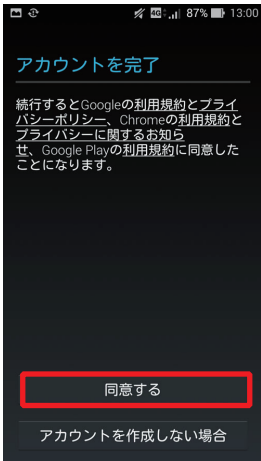 4G 87% 13:00
アカウントを完了
続行するとGoogleの利用規約とプライ
バシーポリシー、Chromeの利用規約と
プライバシーに関するお知ら
せ、Google Playの利用規約に同意した
ことになります。
同意する
アカウントを作成しない場合